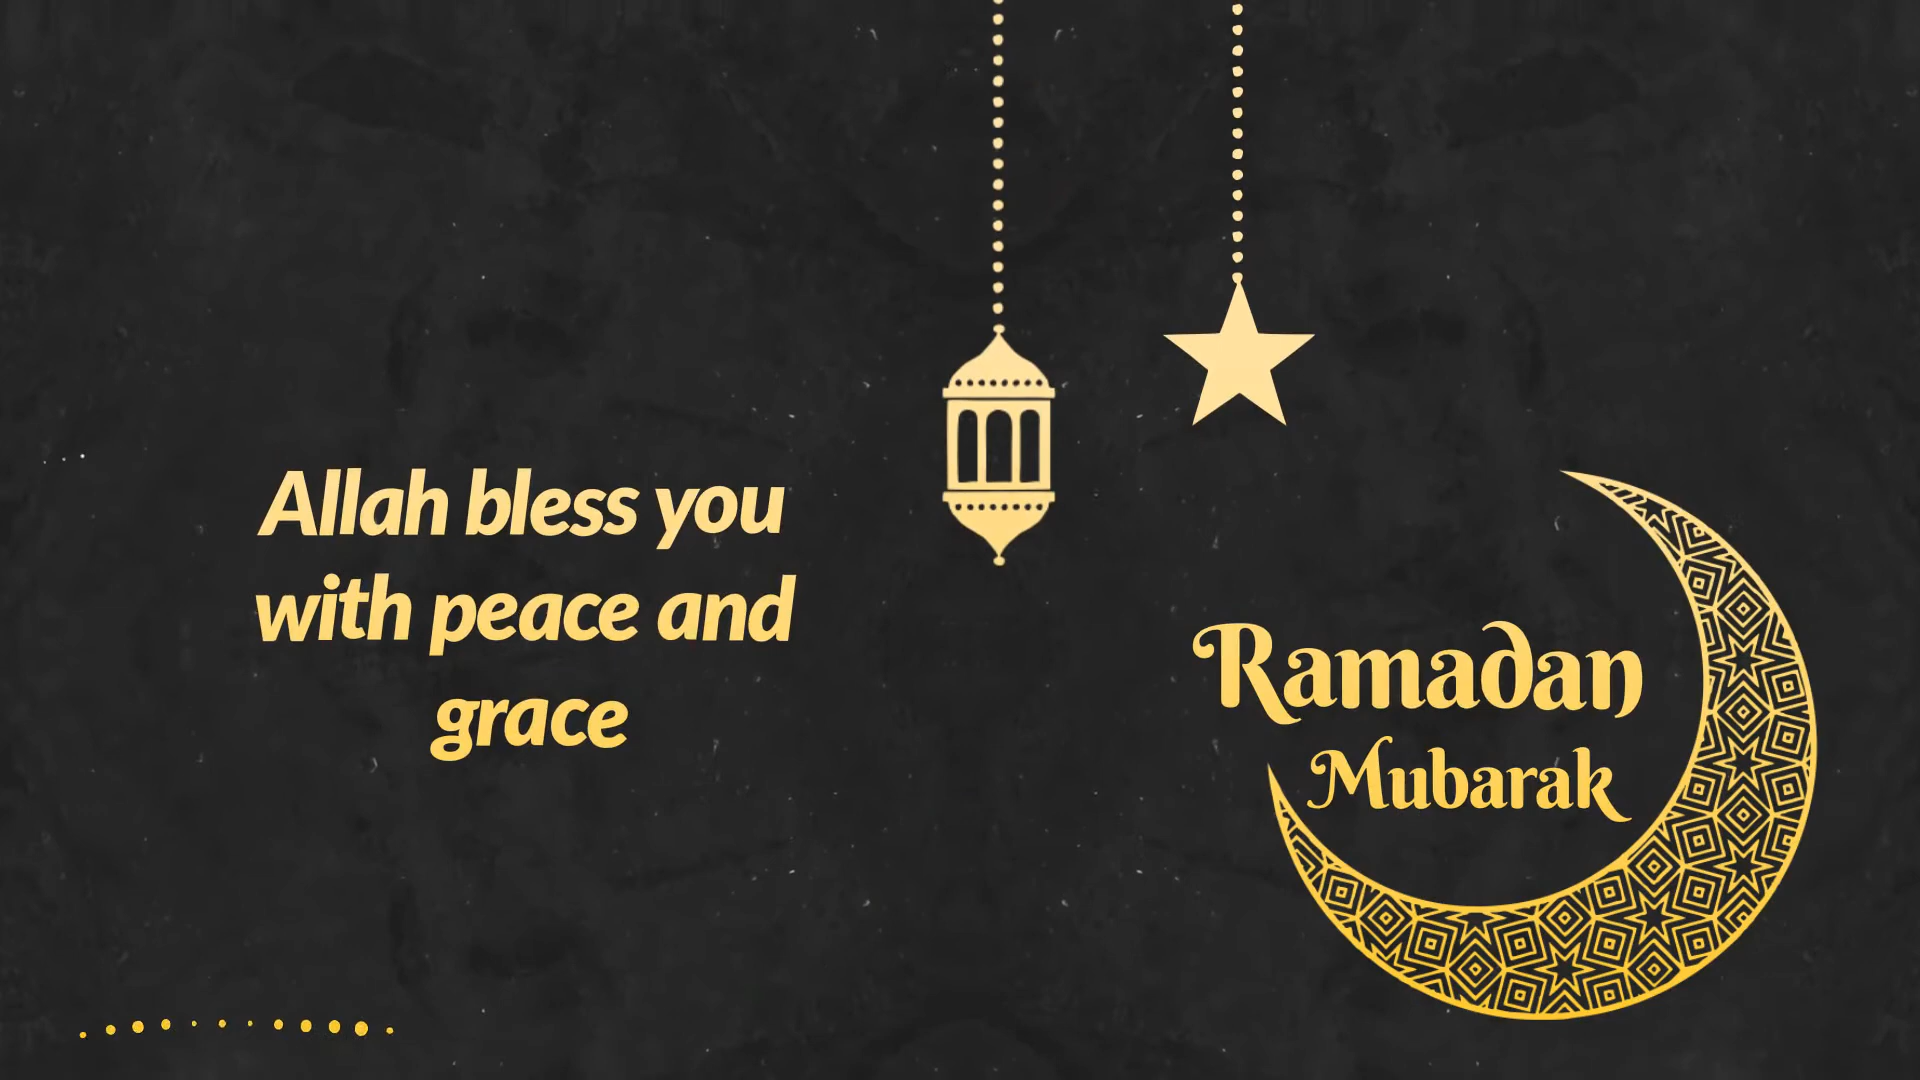 Allah bless you
with peace and
grace
Ramadan
Mubarak